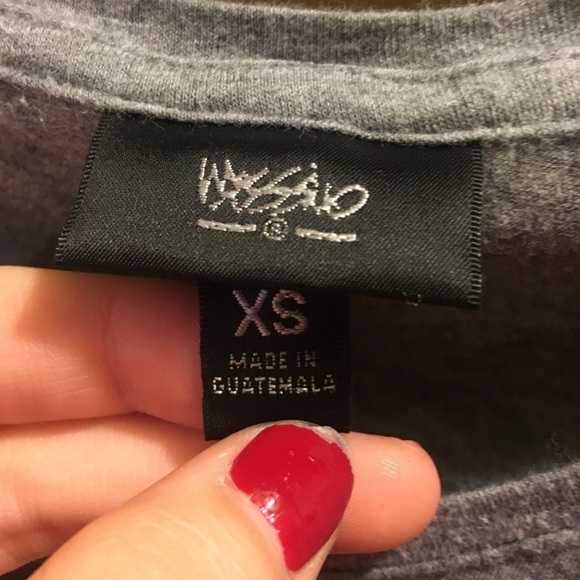 MOSSIMO
®
XS
MADE IN
GUATEMALA